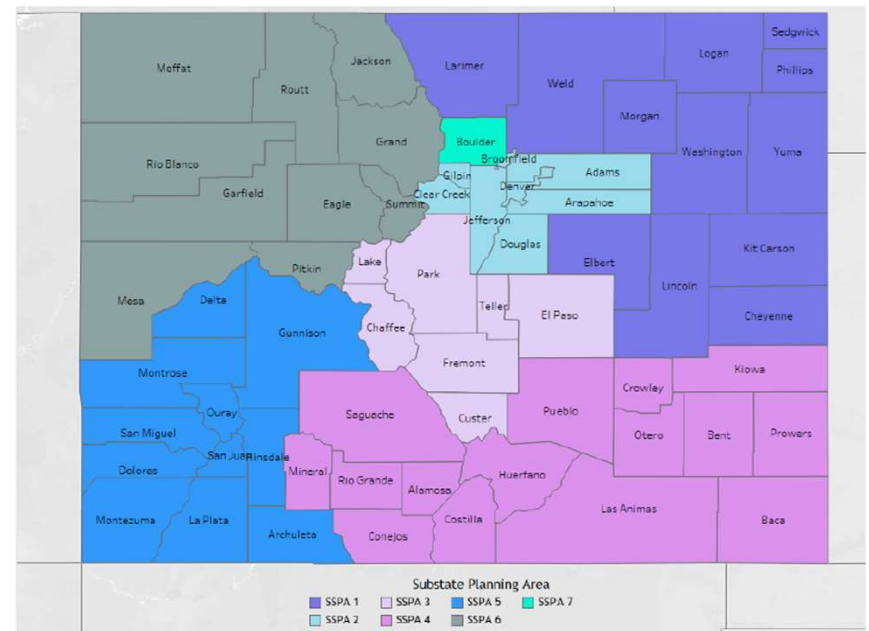 Sedgwick
Logan
Jackson
Larimer
Moffat
Phillips
Weld
Routt
Morgan
Grand
Boulder
Washington
Yuma
Broomfield
Rio Blanco
Gilpin
Adams
Denver
Garfield
Clear Creek
Eagle
Summit
Arapahoe
Jefferson
Douglas
Kit Carson
Elbert
Lake
Pitkin
Park
Lincoln
Mesa
Delta
Teller
El Paso
Cheyenne
Chaffee
Gunnison
Fremont
Kiowa
Montrose
Crowley
Ouray
Saguache
Custer
Pueblo
San Miguel
Otero
Bent
Prowers
San Juan
Hinsdale
Dolores
Mineral
Rio Grande
Huerfano
Alamosa
Las Animas
Montezuma
La Plata
Costilla
Baca
Archuleta
Conejos
Substate Planning Area
SSPA 1 SSPA 3 SSPA 5 SSPA 7
SSPA 2 SSPA 4 SSPA 6